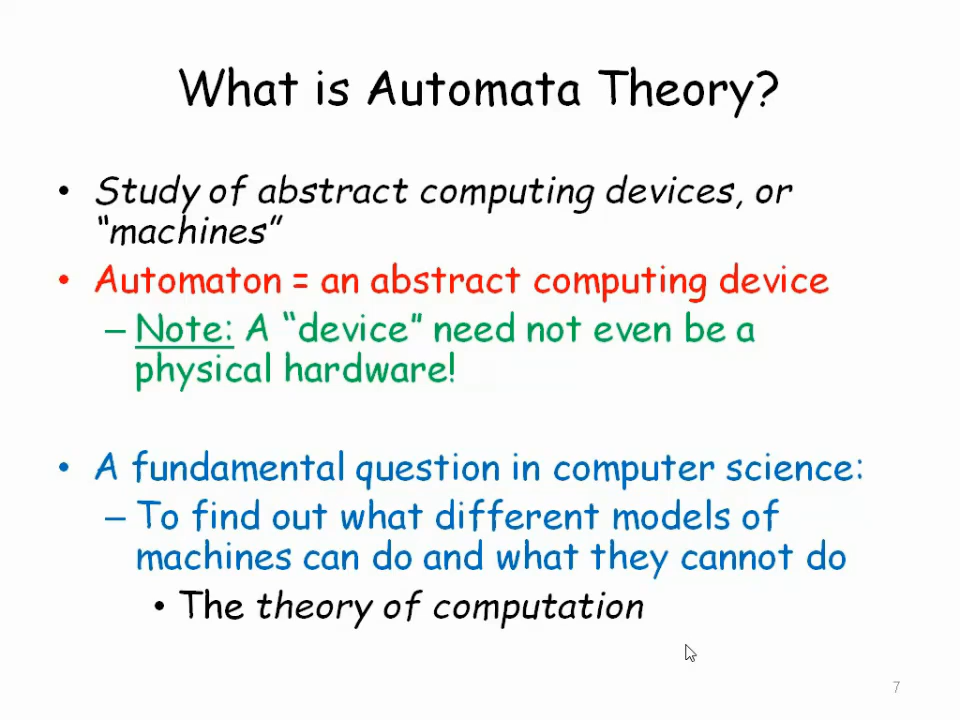 What is Automata Theory?
• Study of abstract computing devices, or
“machines”
• Automaton = an abstract computing device
– Note: A “device” need not even be a
physical hardware!
• A fundamental question in computer science:
– To find out what different models of
machines can do and what they cannot do
• The theory of computation
7